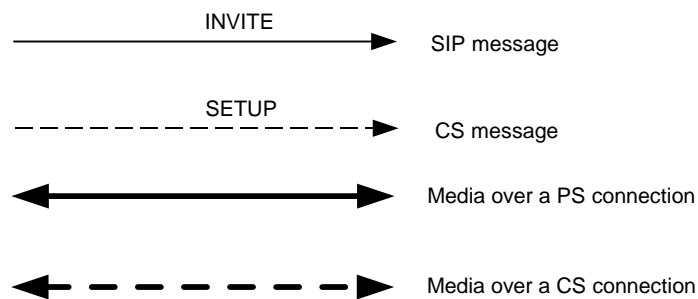 INVITE
SIP message
SETUP
CS message
Media over a PS connection
Media over a CS connection